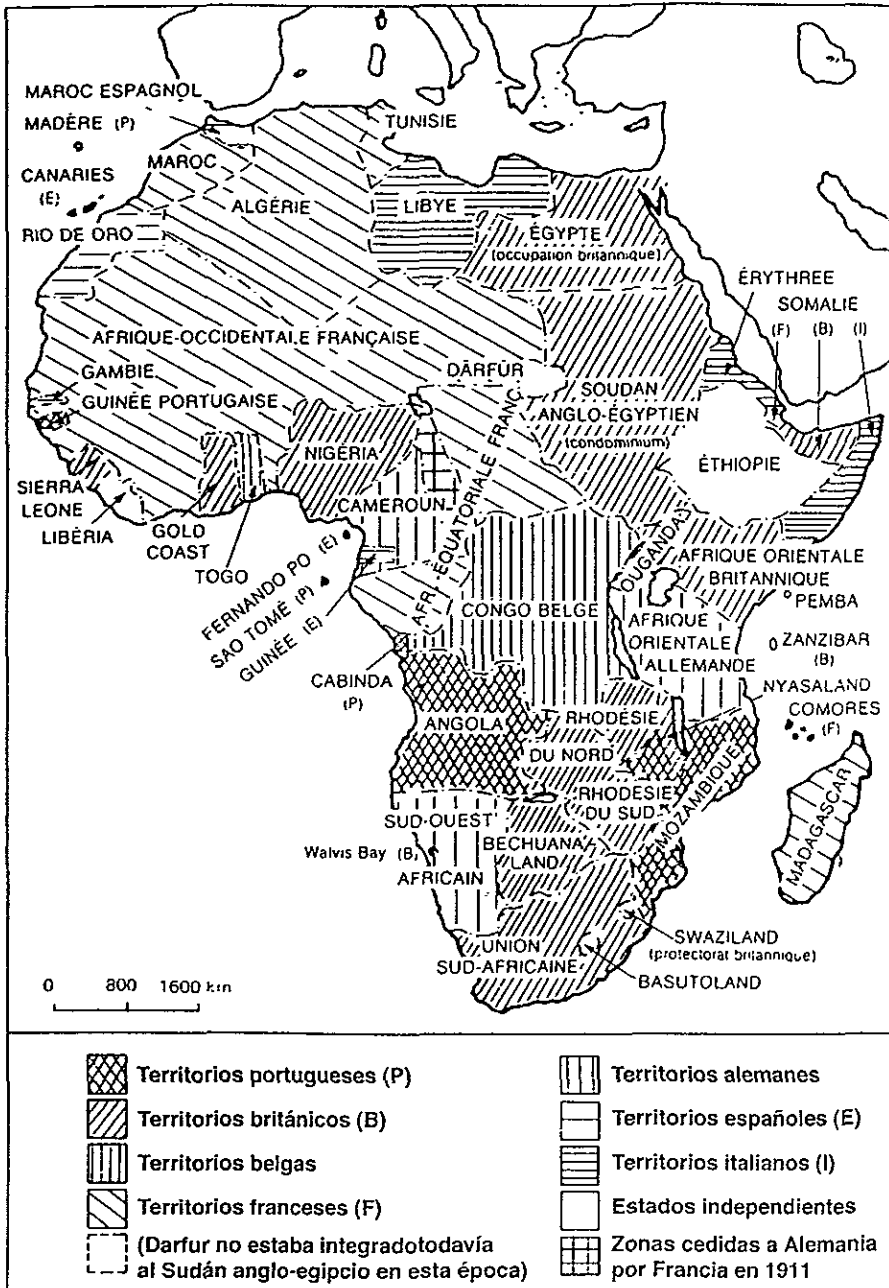 MAROC ESPAGNOL
MADÈRE (P)
TUNISIE
MAROC
CANARIES
(E)
ALGÉRIE
LIBYE
RIO DE ORO
ÉGYPTE
(occupation britannique)
ÉRYTHREE
SOMALIE
(F) (B) (I)
AFRIQUE-OCCIDENTALE FRANÇAISE
GAMBIE
DĀRFŪR
GUINÉE PORTUGAISE
SOUDAN
ANGLO-ÉGYPTIEN
(condominium)
NIGÉRIA
ÉTHIOPIE
SIERRA
LEONE
LIBÉRIA
GOLD
COAST
TOGO
CAMEROUN
AFR. ÉQUATORIALE FRANÇ.
OUGANDA
AFRIQUE ORIENTALE
BRITANNIQUE
PEMBA
FERNANDO PO (E)
SAO TOMÉ (P)
GUINÉE (E)
CONGO BELGE
AFRIQUE
ORIENTALE
ALLEMANDE
ZANZIBAR
(B)
CABINDA
(P)
NYASALAND
COMORES
(F)
ANGOLA
RHODÉSIE
DU NORD
RHODÉSIE
DU SUD
MOZAMBIQUE
MADAGASCAR
SUD-OUEST
AFRICAIN
Walvis Bay (B)
BECHUANA
LAND
SWAZILAND
(protectorat britannique)
UNION
SUD-AFRICAINE
BASUTOLAND
0 800 1600 km
Territorios portugueses (P)
Territorios británicos (B)
Territorios belgas
Territorios franceses (F)
(Darfur no estaba integradotodavía
al Sudán anglo-egipcio en esta época)
Territorios alemanes
Territorios españoles (E)
Territorios italianos (I)
Estados independientes
Zonas cedidas a Alemania
por Francia en 1911